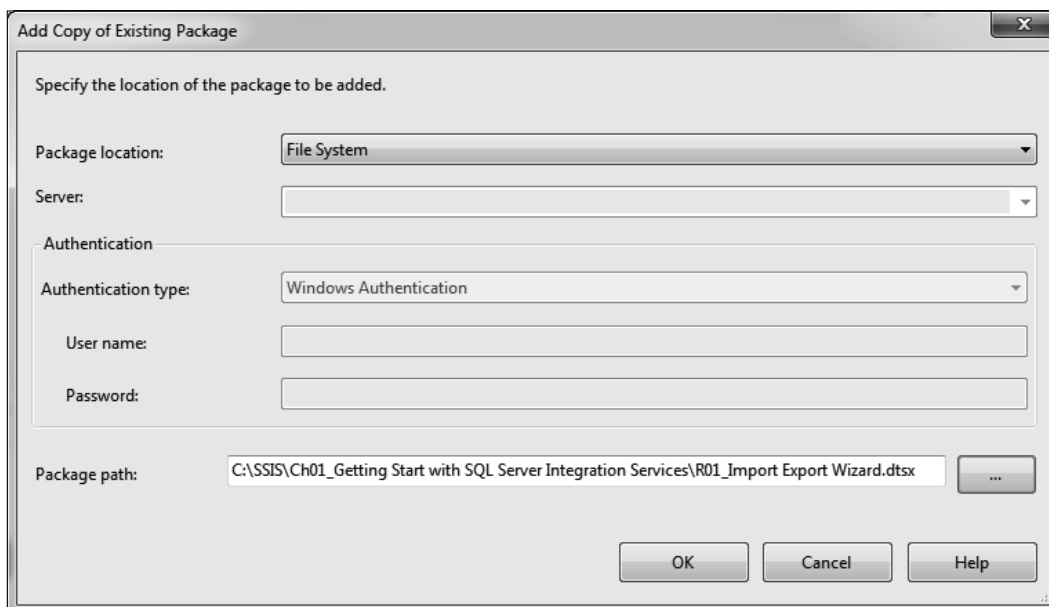 Add Copy of Existing Package
Specify the location of the package to be added.
Package location:
File System
Server:
Authentication
Authentication type:
Windows Authentication
User name:
Password:
Package path:
C:\SSIS\Ch01_Getting Start with SQL Server Integration Services\R01_Import Export Wizard.dtsx
...
OK
Cancel
Help